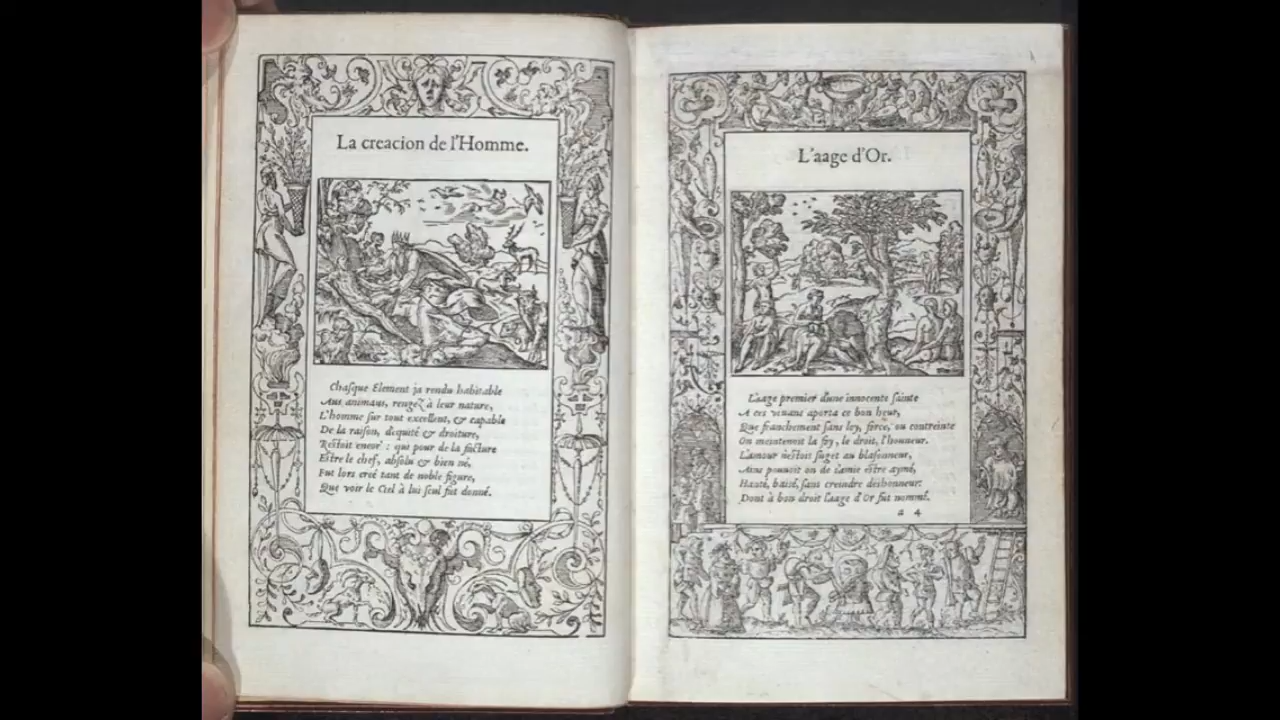 La creacion de l'Homme.
Chasque Element ja rendu habitable
Aus animaus, rengez à leur nature,
L'homme sur tout excellent, & capable
De la raison, d'equité & droiture,
Restoit encor' : qui pour de la facture
Estre le chef, absolu & bien né,
Fut lors creé tant de noble figure,
Que voir le Ciel à lui seul fut donné.
L'aage d'Or.
L'aage premier d'une innocente sainte
A ces vivans aporta ce bon heur,
Que franchement sans loy, force, ou contreinte
On meintenoit la foy, le droit, l'honneur.
L'amour n'estoit suget au blasonneur,
Ains pouvoit on de l'amie estre aymé,
Hanté, baisé, sans creindre deshonneur:
Dont à bon droit l'aage d'Or fut nommé.
a 4